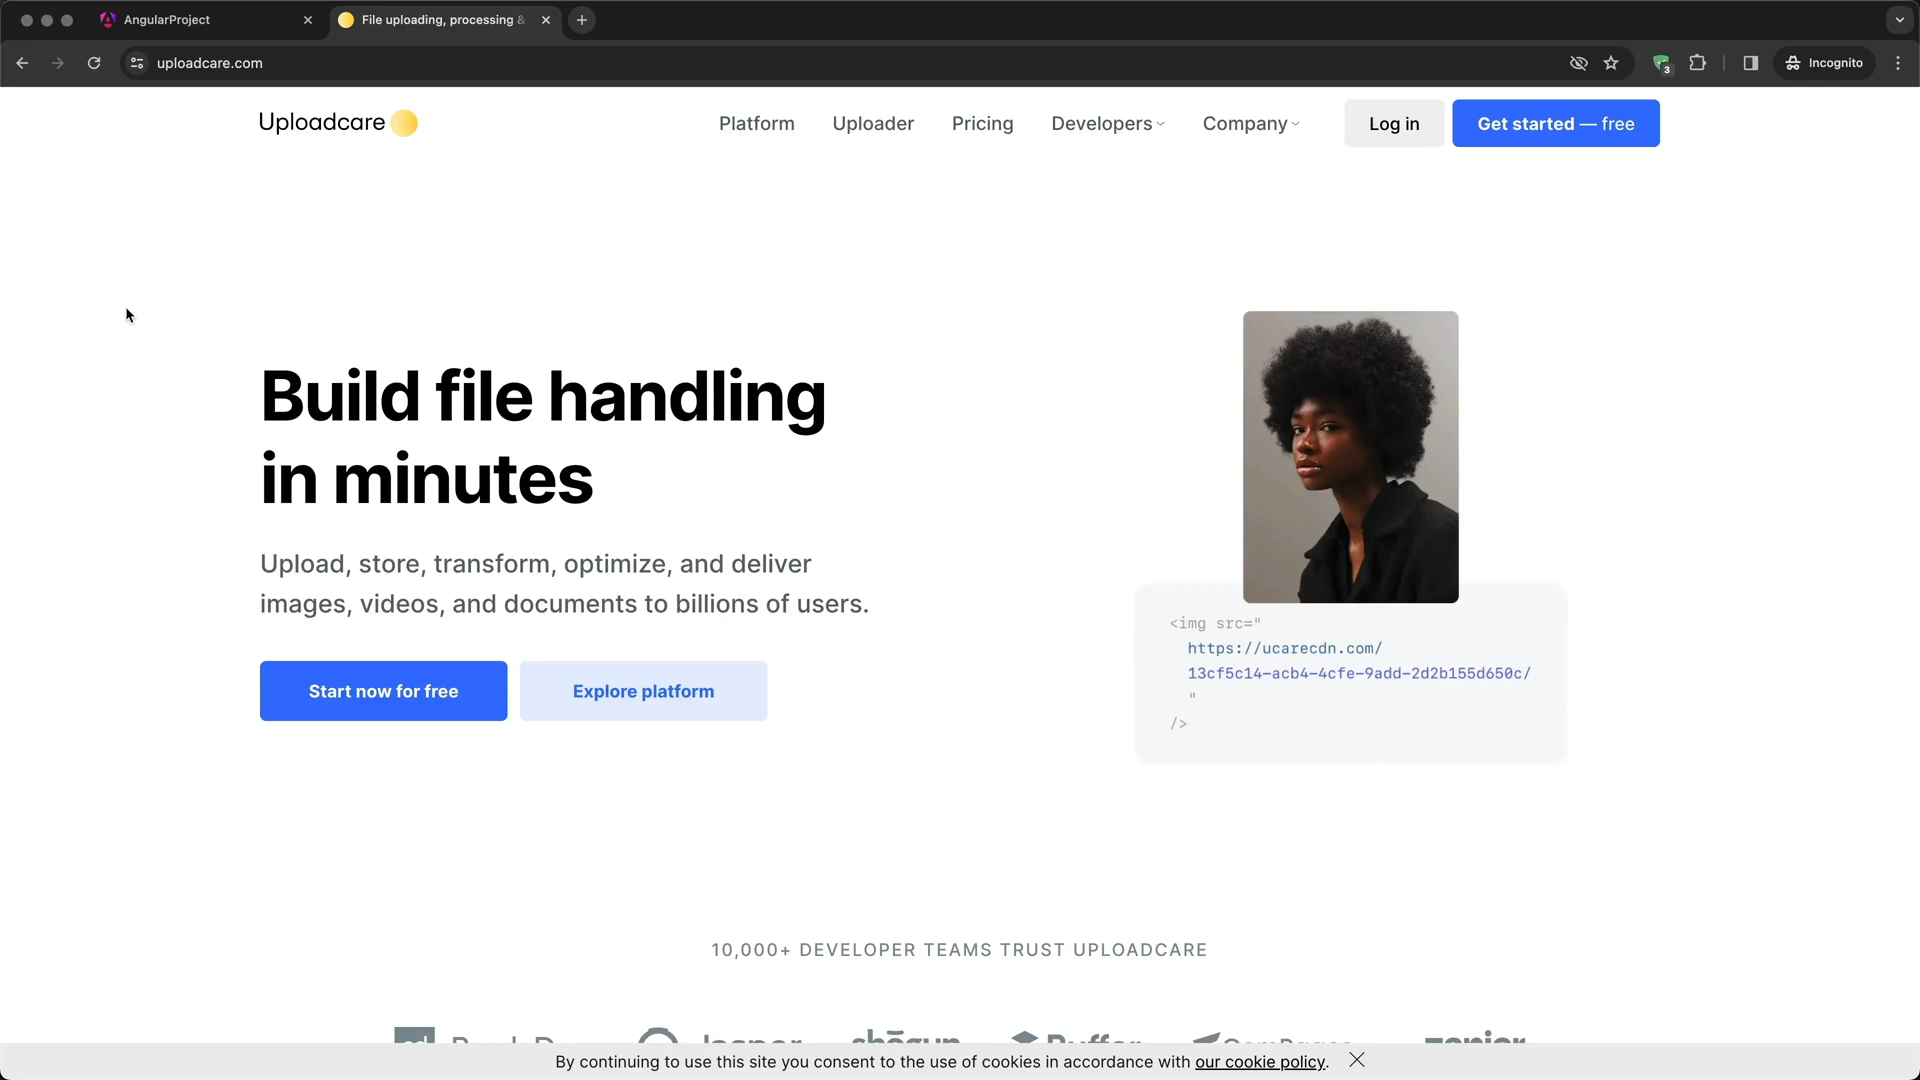 AngularProject
File uploading, processing &
uploadcare.com
3
Incognito
Uploadcare
Platform
Uploader
Pricing
Developers
Company
Log in
Get started — free
Build file handling
in minutes
Upload, store, transform, optimize, and deliver
images, videos, and documents to billions of users.
Start now for free
Explore platform
<img src="
https://ucarecdn.com/
13cf5c14-acb4-4cfe-9add-2d2b155d650c/
"
/>
10,000+ DEVELOPER TEAMS TRUST UPLOADCARE
shōgun
Buffer
By continuing to use this site you consent to the use of cookies in accordance with our cookie policy.